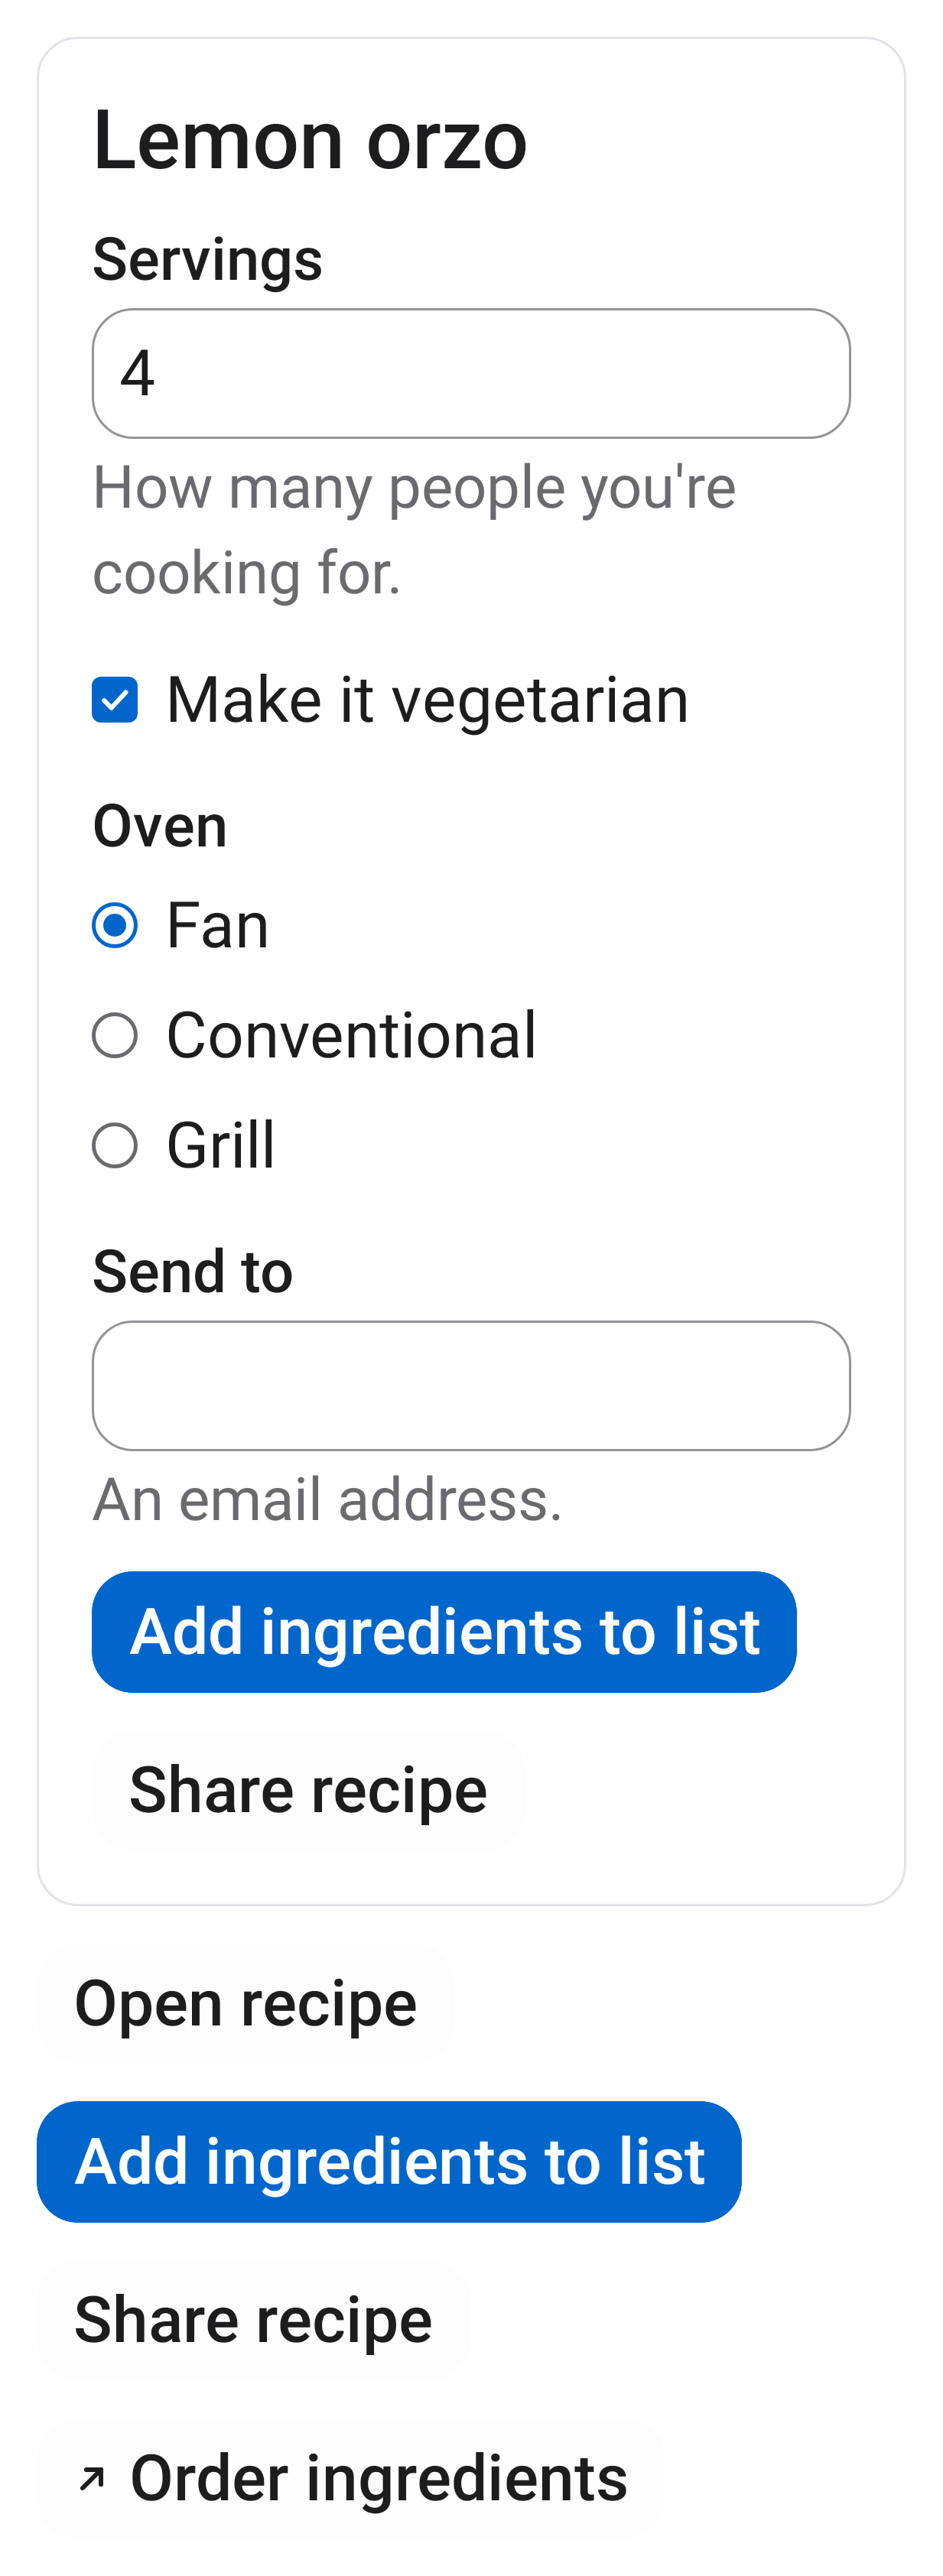 Lemon orzo
Servings
4
How many people you're
cooking for.
Make it vegetarian
Oven
Fan
Conventional
Grill
Send to
An email address.
Add ingredients to list
Share recipe
Open recipe
Add ingredients to list
Share recipe
Order ingredients